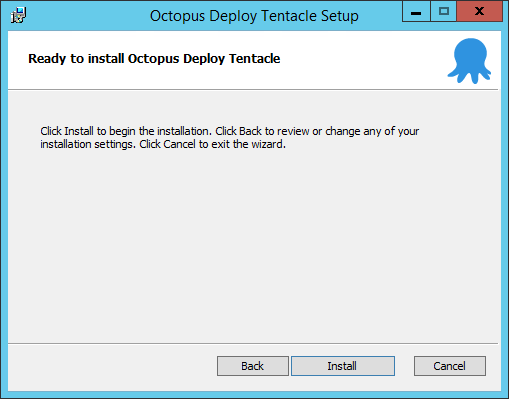 Octopus Deploy Tentacle Setup
Ready to install Octopus Deploy Tentacle
Click Install to begin the installation. Click Back to review or change any of your
installation settings. Click Cancel to exit the wizard.
Back Install Cancel